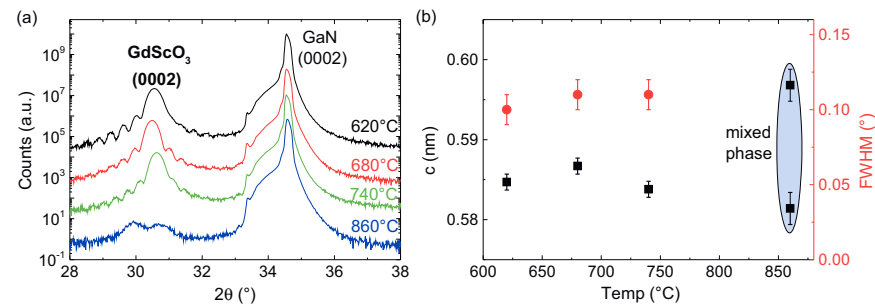 (a)
GdScO3
(0002)
GaN
(0002)
620°C
680°C
740°C
860°C
10^9
10^7
10^5
10^3
10^1
10^-1
Counts (a.u.)
28 30 32 34 36 38
2θ (°)
(b)
0.60
0.59
0.58
c (nm)
mixed
phase
0.15
0.10
0.05
0.00
FWHM (°)
600 650 700 750 800 850
Temp (°C)